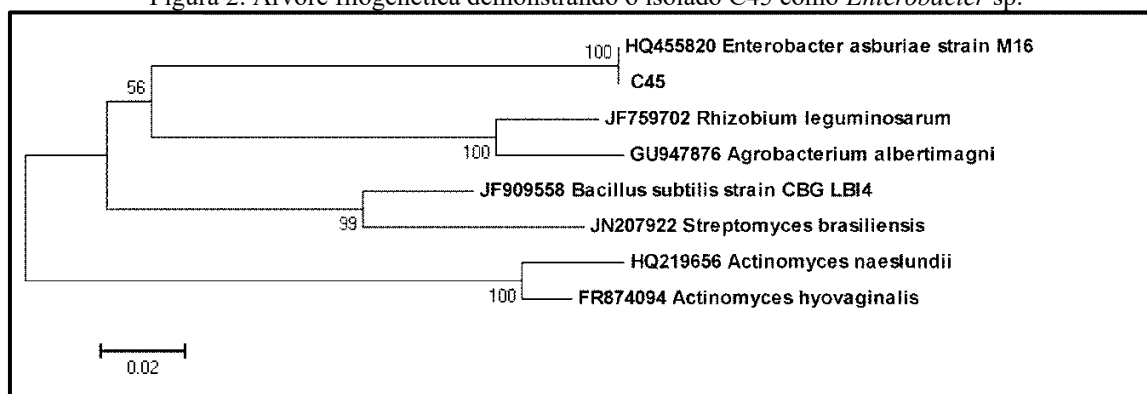 Figura 2: Árvore filogenética demonstrando o isolado C45 como Enterobacter sp.
100 HQ455820 Enterobacter asburiae strain M16
C45
56
JF759702 Rhizobium leguminosarum
100
GU947876 Agrobacterium albertimagni
JF909558 Bacillus subtilis strain CBG LBI4
99
JN207922 Streptomyces brasiliensis
HQ219656 Actinomyces naeslundii
100
FR874094 Actinomyces hyovaginalis
0.02